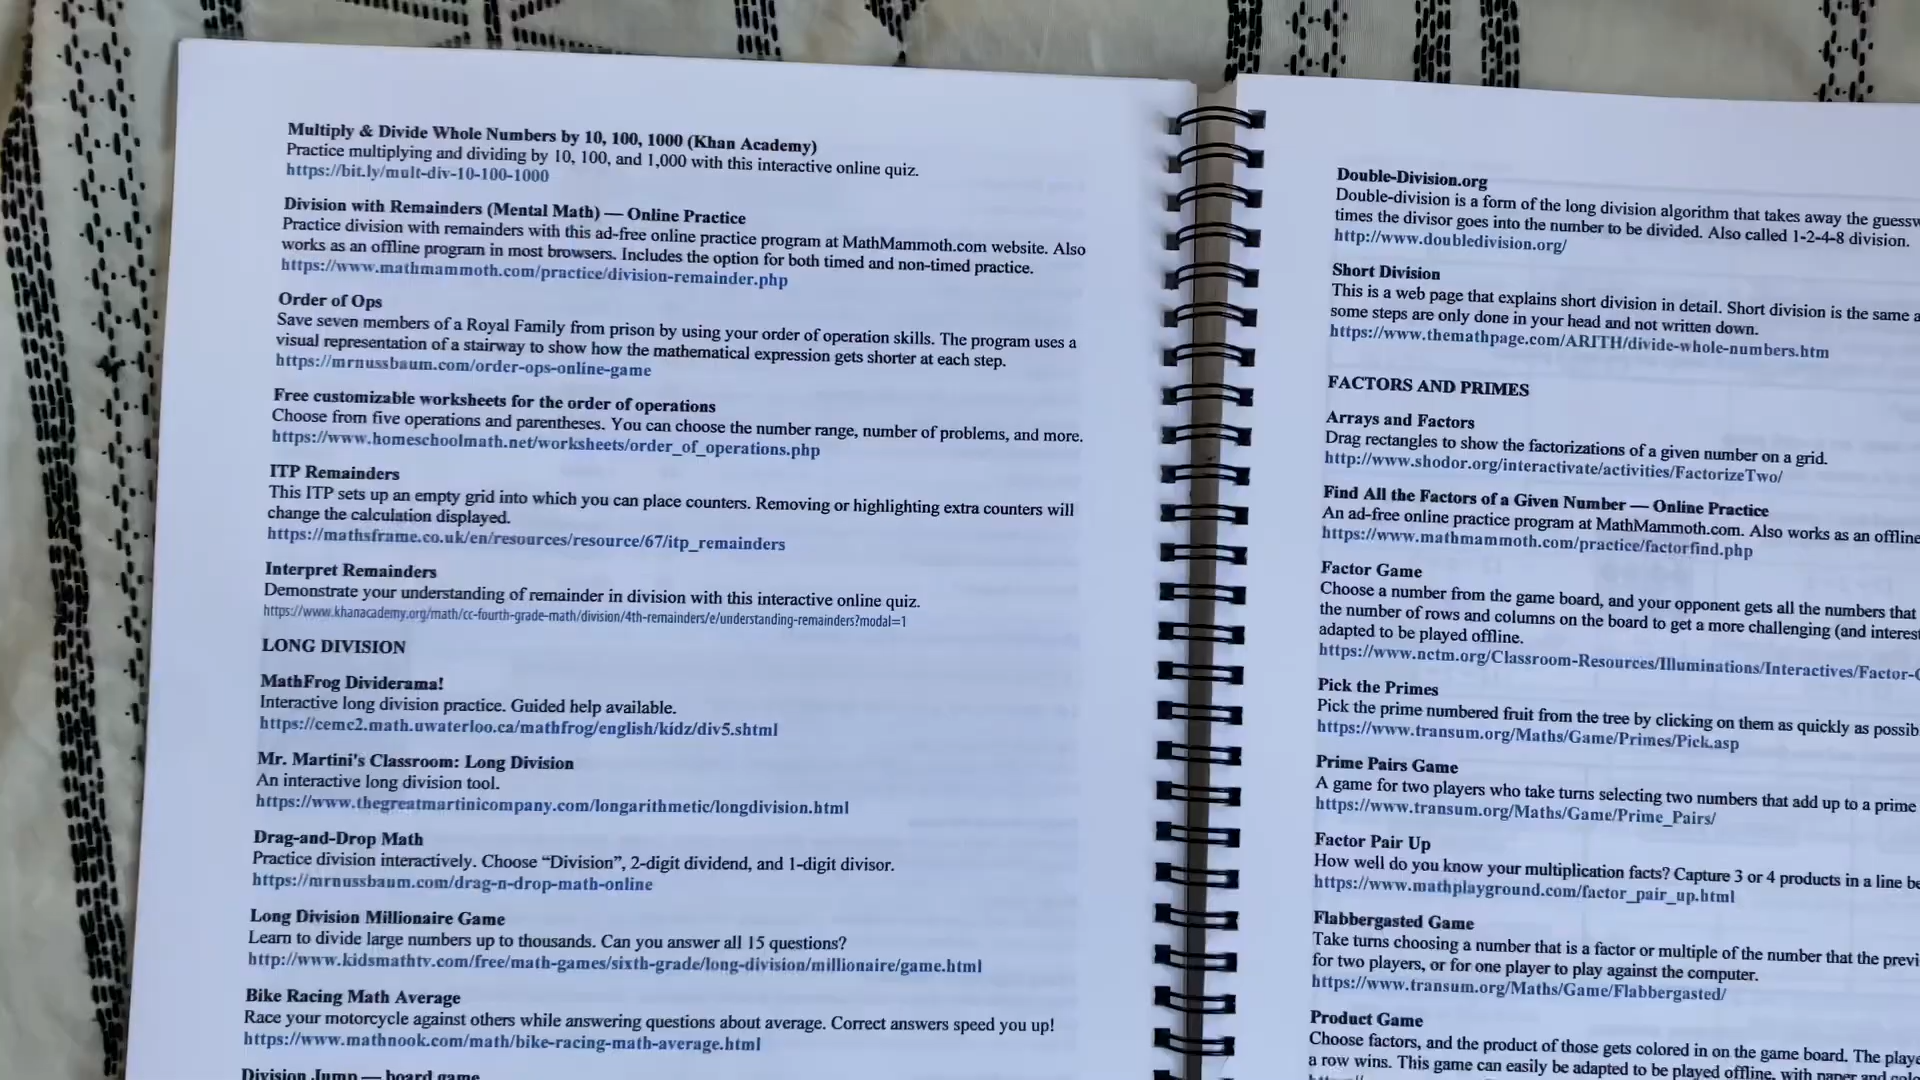 Multiply & Divide Whole Numbers by 10, 100, 1000 (Khan Academy)
Practice multiplying and dividing by 10, 100, and 1,000 with this interactive online quiz.
https://bit.ly/mult-div-10-100-1000
Division with Remainders (Mental Math) — Online Practice
Practice division with remainders with this ad-free online practice program at MathMammoth.com website. Also
works as an offline program in most browsers. Includes the option for both timed and non-timed practice.
https://www.mathmammoth.com/practice/division-remainder.php
Order of Ops
Save seven members of a Royal Family from prison by using your order of operation skills. The program uses a
visual representation of a stairway to show how the mathematical expression gets shorter at each step.
https://mrnussbaum.com/order-ops-online-game
Free customizable worksheets for the order of operations
Choose from five operations and parentheses. You can choose the number range, number of problems, and more.
https://www.homeschoolmath.net/worksheets/order_of_operations.php
ITP Remainders
This ITP sets up an empty grid into which you can place counters. Removing or highlighting extra counters will
change the calculation displayed.
https://mathsframe.co.uk/en/resources/resource/67/itp_remainders
Interpret Remainders
Demonstrate your understanding of remainder in division with this interactive online quiz.
https://www.khanacademy.org/math/cc-fourth-grade-math/division/4th-remainders/e/understanding-remainders?modal=1
LONG DIVISION
MathFrog Dividerama!
Interactive long division practice. Guided help available.
https://cemc2.math.uwaterloo.ca/mathfrog/english/kidz/div5.shtml
Mr. Martini's Classroom: Long Division
An interactive long division tool.
https://www.thegreatmartinicompany.com/longarithmetic/longdivision.html
Drag-and-Drop Math
Practice division interactively. Choose “Division”, 2-digit dividend, and 1-digit divisor.
https://mrnussbaum.com/drag-n-drop-math-online
Long Division Millionaire Game
Learn to divide large numbers up to thousands. Can you answer all 15 questions?
http://www.kidsmathtv.com/free/math-games/sixth-grade/long-division/millionaire/game.html
Bike Racing Math Average
Race your motorcycle against others while answering questions about average. Correct answers speed you up!
https://www.mathnook.com/math/bike-racing-math-average.html
Division Jump — board game
Double-Division.org
Double-division is a form of the long division algorithm that takes away the
times the divisor goes into the number to be divided. Also called 1-2-4-8 division.
http://www.doubledivision.org/
Short Division
This is a web page that explains short division in detail. Short division is the same
some steps are only done in your head and not written down.
https://www.themathpage.com/ARITH/divide-whole-numbers.htm
FACTORS AND PRIMES
Arrays and Factors
Drag rectangles to show the factorizations of a given number on a grid.
http://www.shodor.org/interactivate/activities/FactorizeTwo/
Find All the Factors of a Given Number — Online Practice
An ad-free online practice program at MathMammoth.com. Also works as an offline
https://www.mathmammoth.com/practice/factorfind.php
Factor Game
Choose a number from the game board, and your opponent gets all the numbers that
the number of rows and columns on the board to get a more challenging (and
adapted to be played offline.
https://www.nctm.org/Classroom-Resources/Illuminations/Interactives/Factor-
Pick the Primes
Pick the prime numbered fruit from the tree by clicking on them as quickly as
https://www.transum.org/Maths/Game/Primes/Pick.asp
Prime Pairs Game
A game for two players who take turns selecting two numbers that add up to a prime
https://www.transum.org/Maths/Game/Prime_Pairs/
Factor Pair Up
How well do you know your multiplication facts? Capture 3 or 4 products in a line
https://www.mathplayground.com/factor_pair_up.html
Flabbergasted Game
Take turns choosing a number that is a factor or multiple of the number that the
for two players, or for one player to play against the computer.
https://www.transum.org/Maths/Game/Flabbergasted/
Product Game
Choose factors, and the product of those gets colored in on the game board. The
a row wins. This game can easily be adapted to be played offline, with paper and